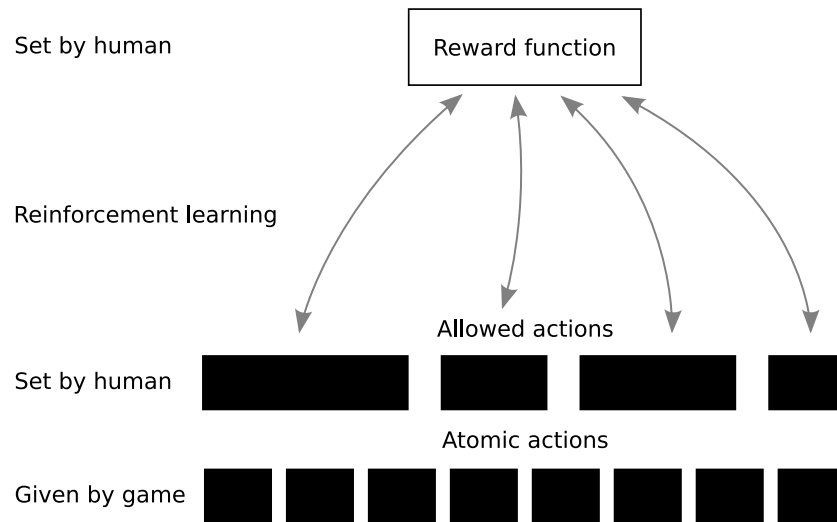 Set by human
Reward function
Reinforcement learning
Allowed actions
Set by human
Atomic actions
Given by game